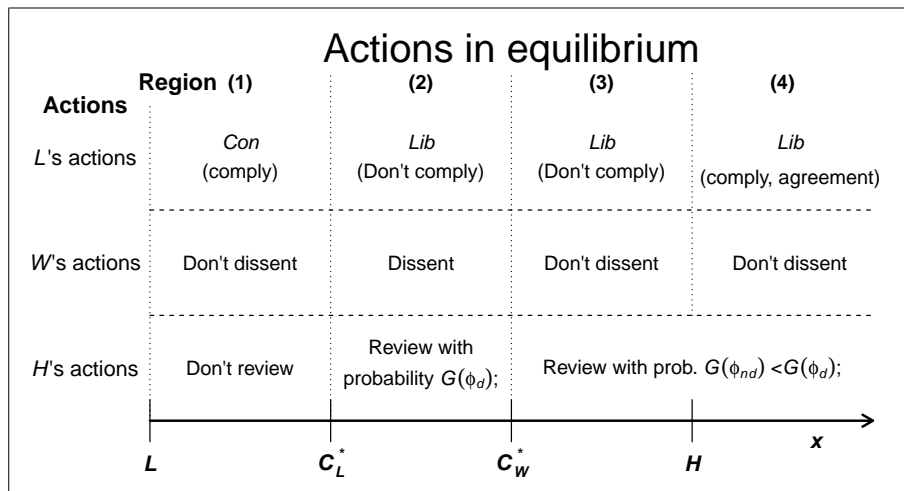 Actions in equilibrium
Region (1) (2) (3) (4)
Actions
L's actions
Con
(comply)
Lib
(Don't comply)
Lib
(Don't comply)
Lib
(comply, agreement)
W's actions
Don't dissent
Dissent
Don't dissent
Don't dissent
H's actions
Don't review
Review with
probability G(ϕd);
Review with prob. G(ϕnd) <G(ϕd);
x
L
C*L
C*W
H